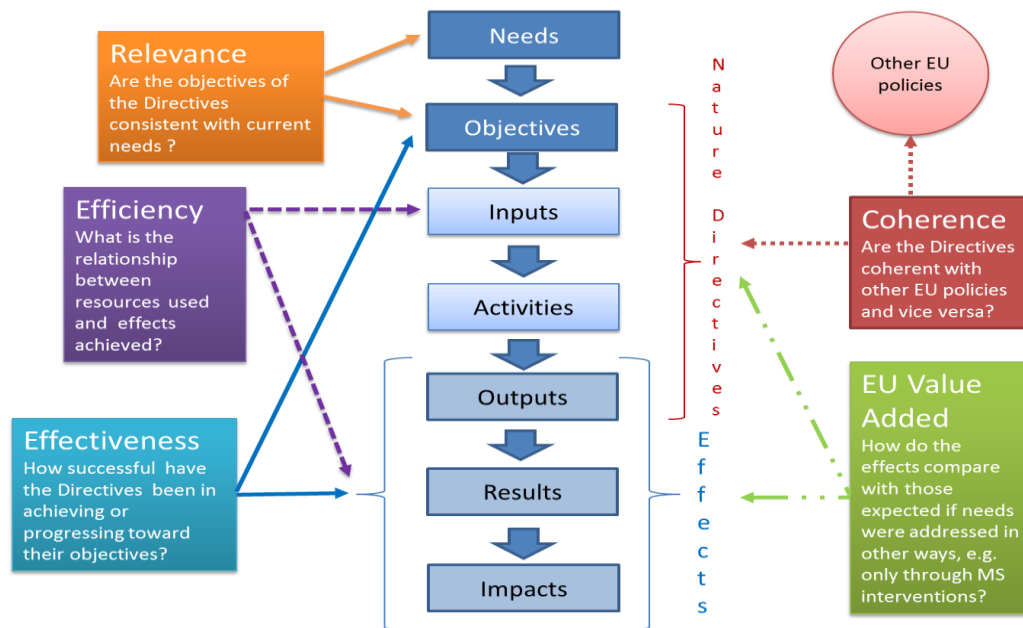 Relevance
Are the objectives of
the Directives
consistent with current
needs ?
Efficiency
What is the
relationship
between
resources used
and effects
achieved?
Effectiveness
How successful have
the Directives been in
achieving or
progressing toward
their objectives?
Needs
Objectives
Inputs
Activities
Outputs
Results
Impacts
Nature Directives
Effects
Other EU
policies
Coherence
Are the Directives
coherent with
other EU policies
and vice versa?
EU Value
Added
How do the
effects compare
with those
expected if needs
were addressed in
other ways, e.g.
only through MS
interventions?